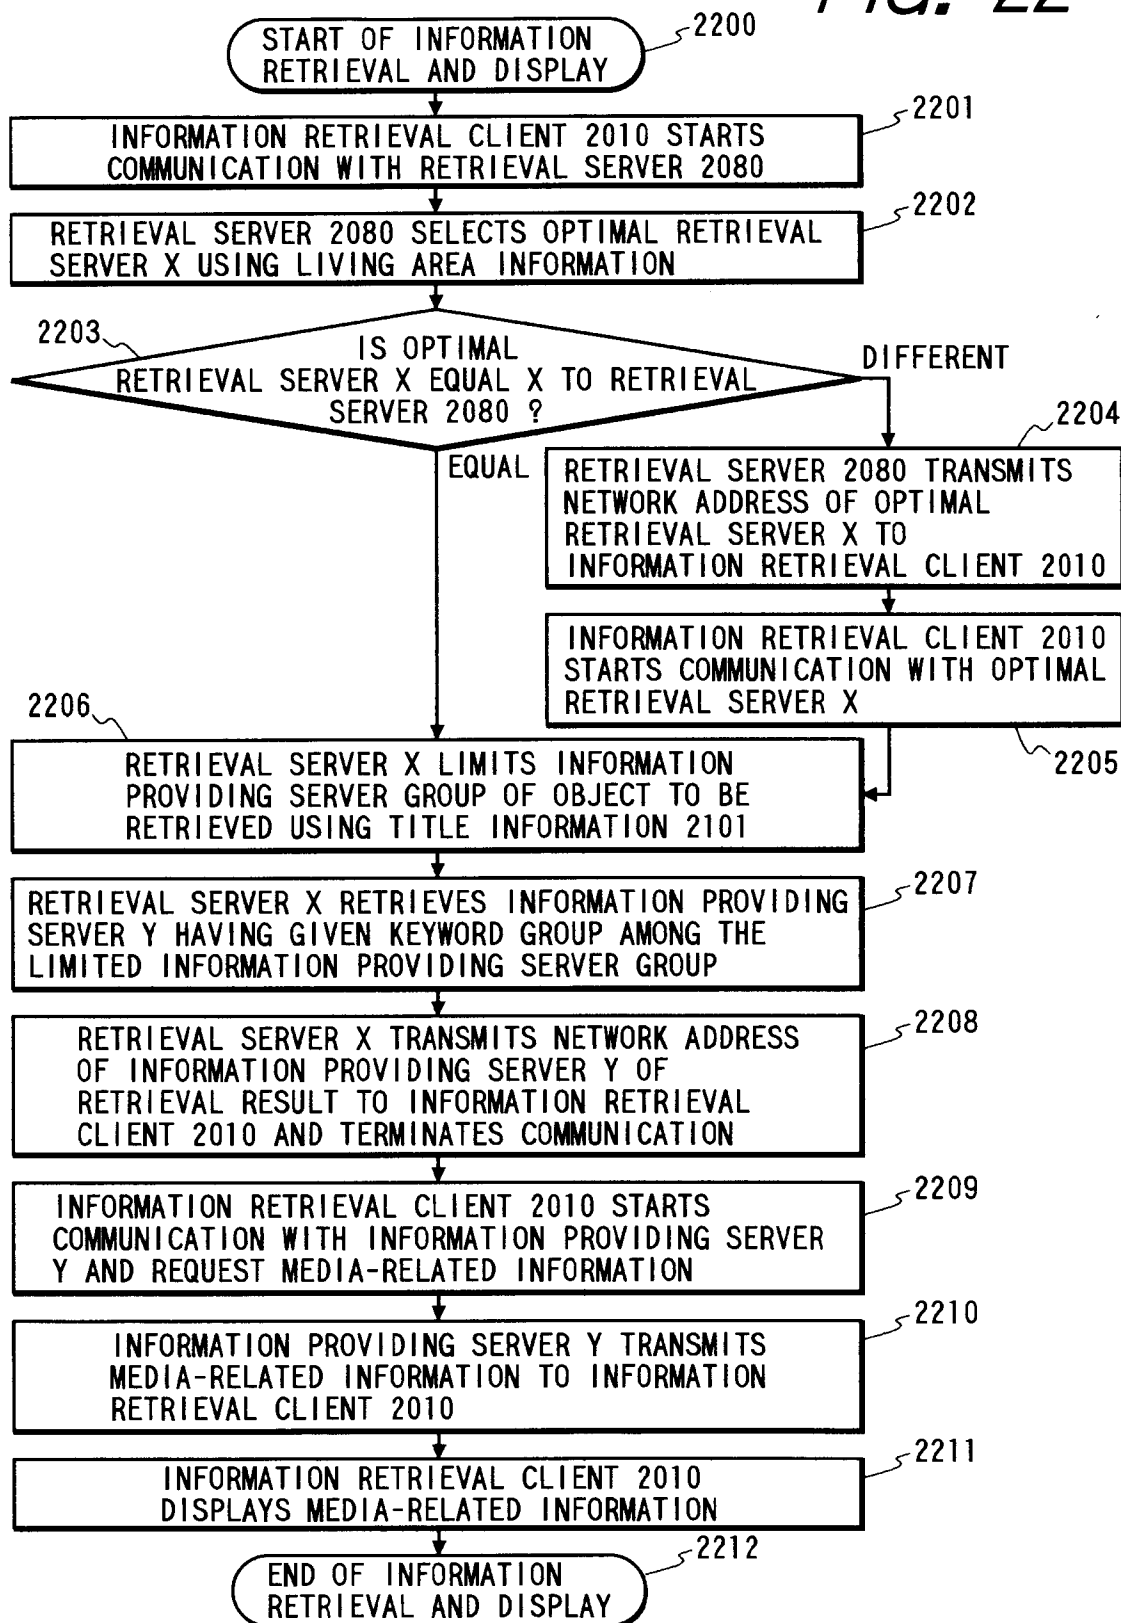 FIG. 22
START OF INFORMATION
RETRIEVAL AND DISPLAY
2200
INFORMATION RETRIEVAL CLIENT 2010 STARTS
COMMUNICATION WITH RETRIEVAL SERVER 2080
2201
RETRIEVAL SERVER 2080 SELECTS OPTIMAL RETRIEVAL
SERVER X USING LIVING AREA INFORMATION
2202
2203
IS OPTIMAL
RETRIEVAL SERVER X EQUAL X TO RETRIEVAL
SERVER 2080 ?
DIFFERENT
EQUAL
2204
RETRIEVAL SERVER 2080 TRANSMITS
NETWORK ADDRESS OF OPTIMAL
RETRIEVAL SERVER X TO
INFORMATION RETRIEVAL CLIENT 2010
INFORMATION RETRIEVAL CLIENT 2010
STARTS COMMUNICATION WITH OPTIMAL
RETRIEVAL SERVER X
2205
2206
RETRIEVAL SERVER X LIMITS INFORMATION
PROVIDING SERVER GROUP OF OBJECT TO BE
RETRIEVED USING TITLE INFORMATION 2101
2207
RETRIEVAL SERVER X RETRIEVES INFORMATION PROVIDING
SERVER Y HAVING GIVEN KEYWORD GROUP AMONG THE
LIMITED INFORMATION PROVIDING SERVER GROUP
2208
RETRIEVAL SERVER X TRANSMITS NETWORK ADDRESS
OF INFORMATION PROVIDING SERVER Y OF
RETRIEVAL RESULT TO INFORMATION RETRIEVAL
CLIENT 2010 AND TERMINATES COMMUNICATION
2209
INFORMATION RETRIEVAL CLIENT 2010 STARTS
COMMUNICATION WITH INFORMATION PROVIDING SERVER
Y AND REQUEST MEDIA-RELATED INFORMATION
2210
INFORMATION PROVIDING SERVER Y TRANSMITS
MEDIA-RELATED INFORMATION TO INFORMATION
RETRIEVAL CLIENT 2010
2211
INFORMATION RETRIEVAL CLIENT 2010
DISPLAYS MEDIA-RELATED INFORMATION
2212
END OF INFORMATION
RETRIEVAL AND DISPLAY